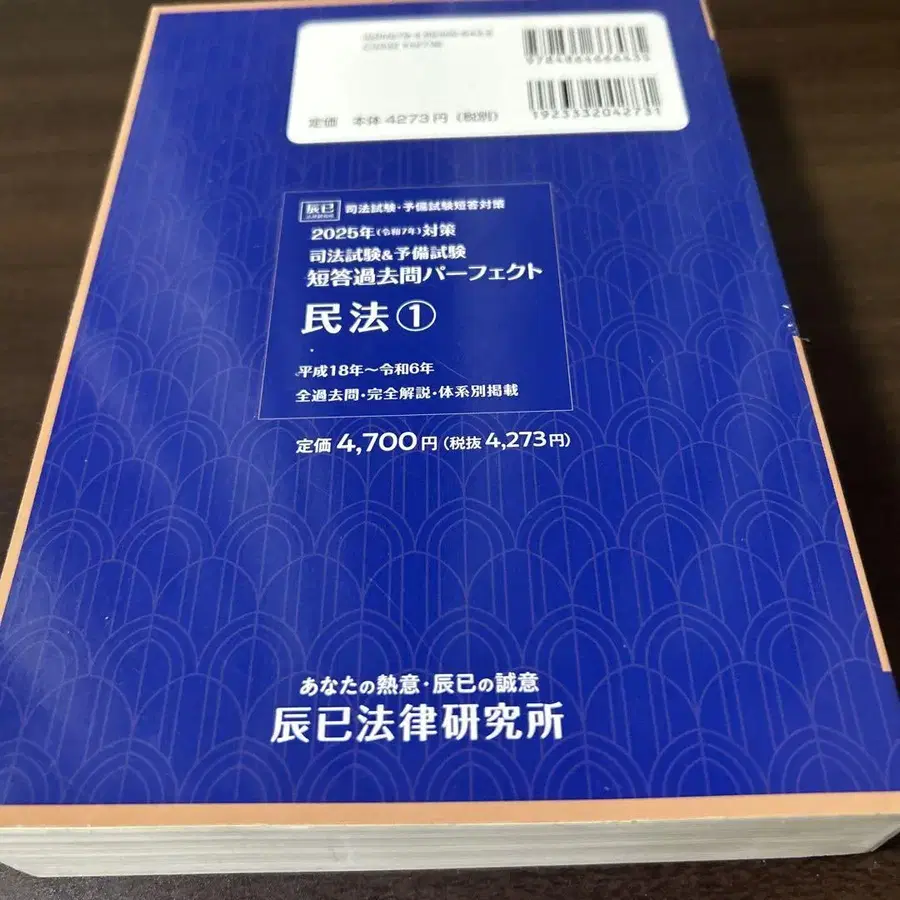 9784864666435
1923332042731
定価 本体4273円(税別)
辰已 司法試験・予備試験短答対策
2025年(令和7年)対策
司法試験&予備試験
短答過去問パーフェクト
民法①
平成18年～令和6年
全過去問・完全解説・体系別掲載
定価4,700円(税抜4,273円)
あなたの熱意・辰已の誠意
辰已法律研究所